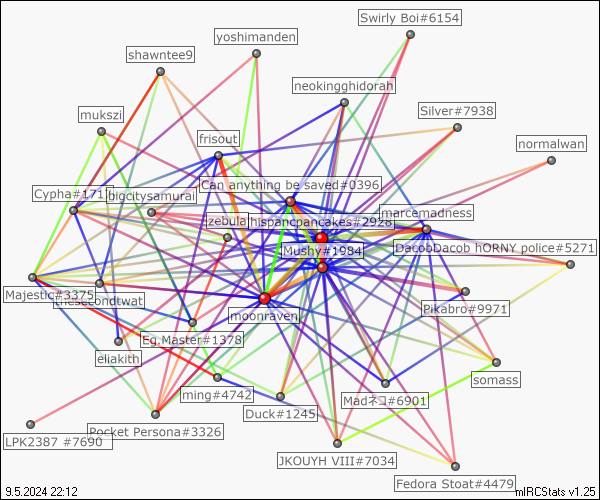 Swirly Boi#6154
yoshimanden
shawntee9
neokingghidorah
mukszi
Silver#7938
frisout
normalwan
Can anything be saved#0396
Cypha#171
bigcitysamurai
zebula
hispancpancakes#2928
marcemadness
Mushy#1984
DacobDacob hORNY police#5271
Majestic#3375
thesecondtwat
Pikabro#9971
moonraven
Eg.Master#1378
eliakith
somass
ming#4742
Madネコ#6901
Duck#1245
Pocket Persona#3326
LPK2387 #7690
JKOUYH VIII#7034
Fedora Stoat#4479
9.5.2024 22:12
mIRCStats v1.25